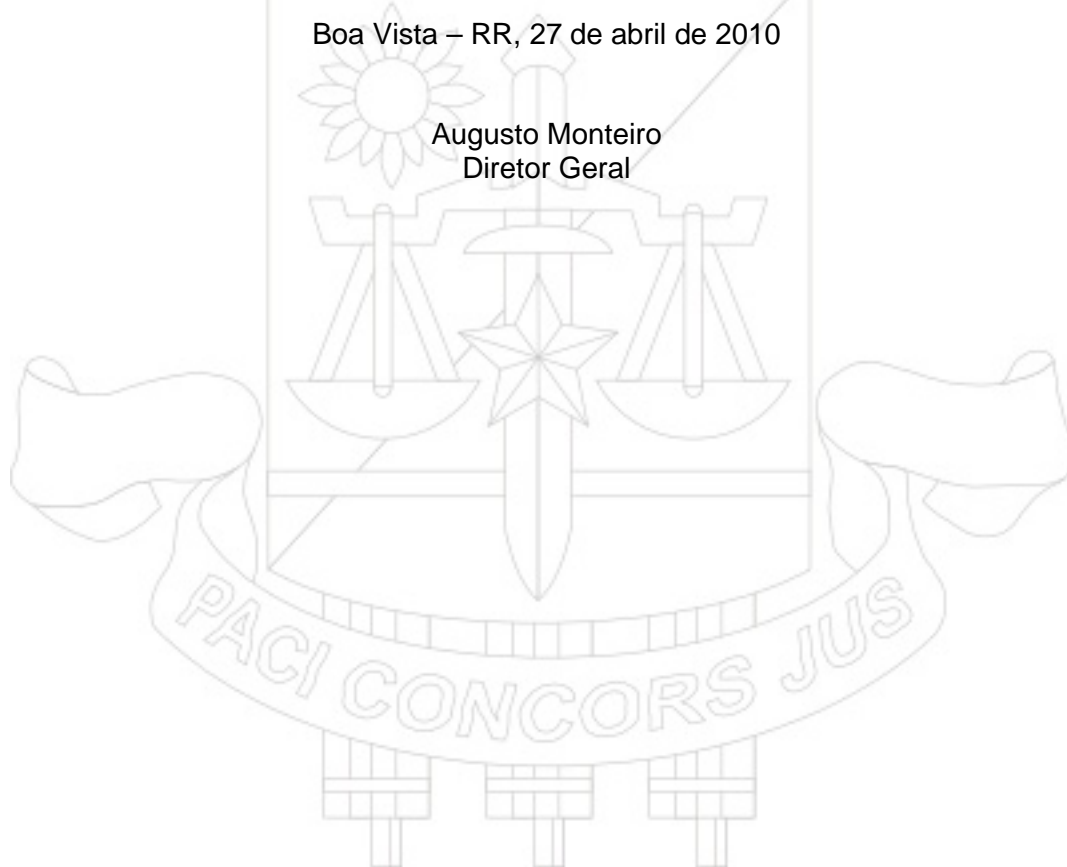 Boa Vista – RR, 27 de abril de 2010
Augusto Monteiro
Diretor Geral
PACI CONCORS JUS